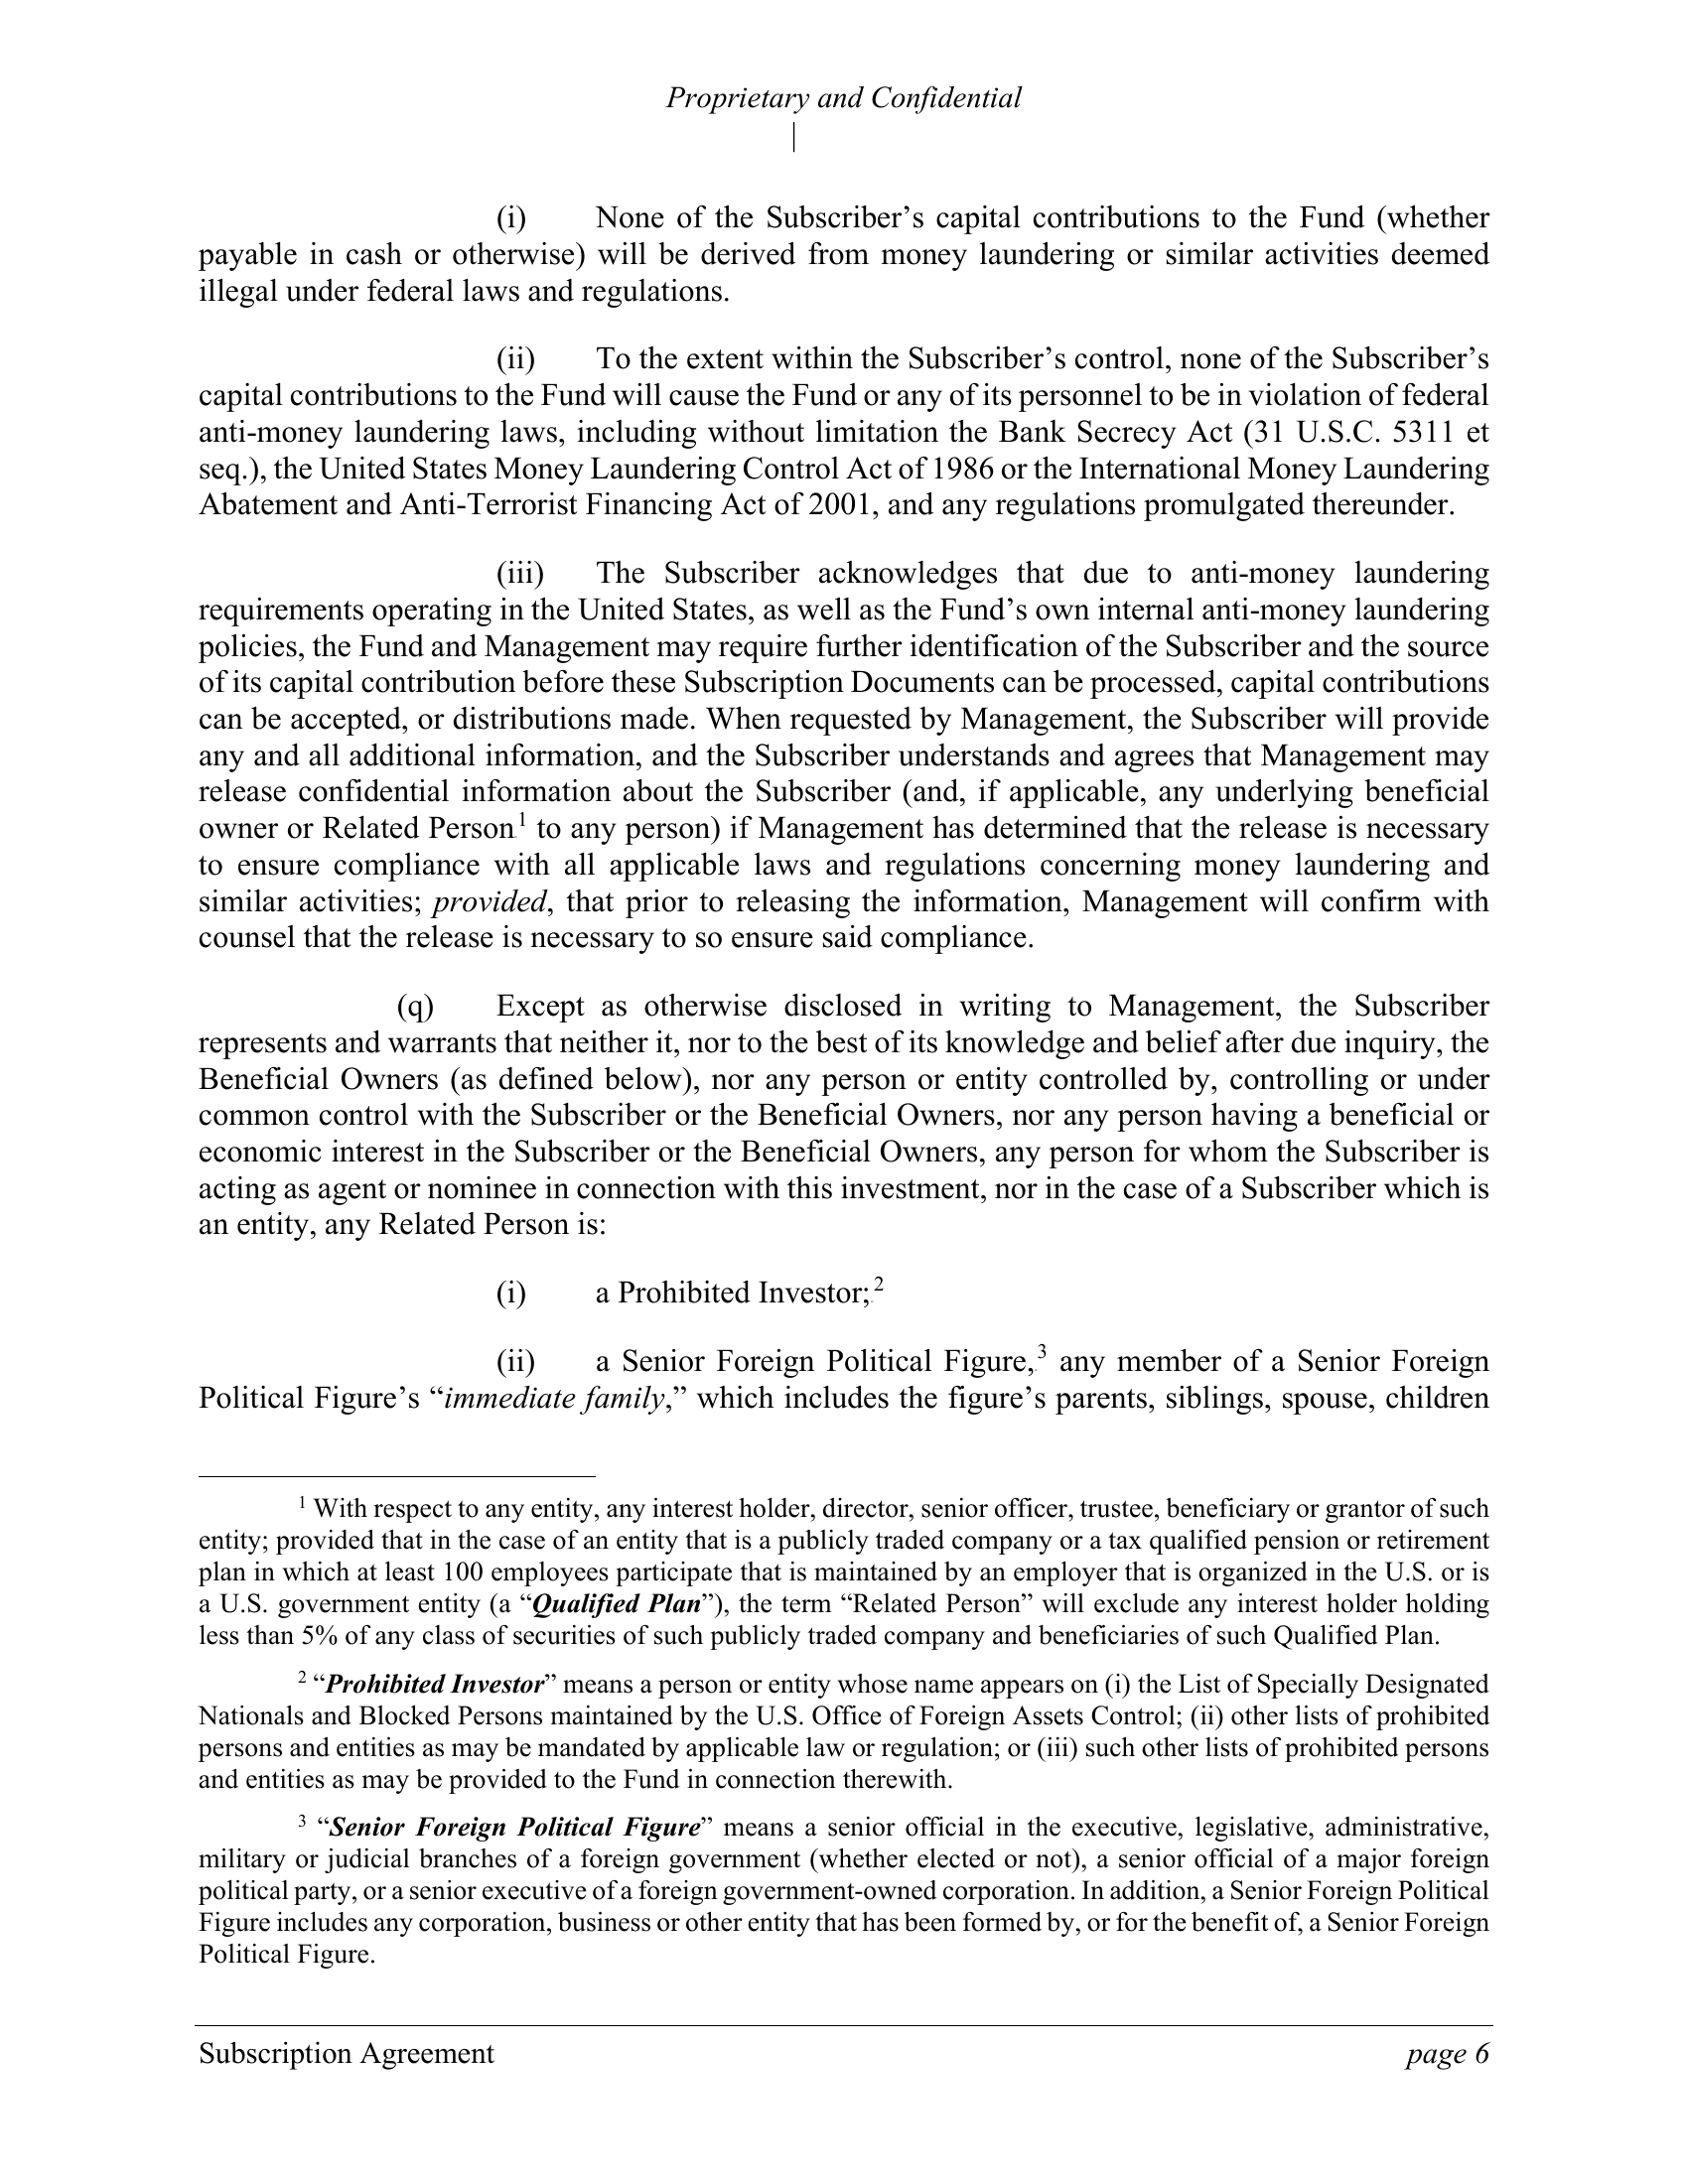 Proprietary and Confidential
|
(i) None of the Subscriber’s capital contributions to the Fund (whether
payable in cash or otherwise) will be derived from money laundering or similar activities deemed
illegal under federal laws and regulations.
(ii) To the extent within the Subscriber’s control, none of the Subscriber’s
capital contributions to the Fund will cause the Fund or any of its personnel to be in violation of federal
anti-money laundering laws, including without limitation the Bank Secrecy Act (31 U.S.C. 5311 et
seq.), the United States Money Laundering Control Act of 1986 or the International Money Laundering
Abatement and Anti-Terrorist Financing Act of 2001, and any regulations promulgated thereunder.
(iii) The Subscriber acknowledges that due to anti-money laundering
requirements operating in the United States, as well as the Fund’s own internal anti-money laundering
policies, the Fund and Management may require further identification of the Subscriber and the source
of its capital contribution before these Subscription Documents can be processed, capital contributions
can be accepted, or distributions made. When requested by Management, the Subscriber will provide
any and all additional information, and the Subscriber understands and agrees that Management may
release confidential information about the Subscriber (and, if applicable, any underlying beneficial
owner or Related Person1 to any person) if Management has determined that the release is necessary
to ensure compliance with all applicable laws and regulations concerning money laundering and
similar activities; provided, that prior to releasing the information, Management will confirm with
counsel that the release is necessary to so ensure said compliance.
(q) Except as otherwise disclosed in writing to Management, the Subscriber
represents and warrants that neither it, nor to the best of its knowledge and belief after due inquiry, the
Beneficial Owners (as defined below), nor any person or entity controlled by, controlling or under
common control with the Subscriber or the Beneficial Owners, nor any person having a beneficial or
economic interest in the Subscriber or the Beneficial Owners, any person for whom the Subscriber is
acting as agent or nominee in connection with this investment, nor in the case of a Subscriber which is
an entity, any Related Person is:
(i) a Prohibited Investor;2
(ii) a Senior Foreign Political Figure,3 any member of a Senior Foreign
Political Figure’s “immediate family,” which includes the figure’s parents, siblings, spouse, children
1 With respect to any entity, any interest holder, director, senior officer, trustee, beneficiary or grantor of such
entity; provided that in the case of an entity that is a publicly traded company or a tax qualified pension or retirement
plan in which at least 100 employees participate that is maintained by an employer that is organized in the U.S. or is
a U.S. government entity (a “Qualified Plan”), the term “Related Person” will exclude any interest holder holding
less than 5% of any class of securities of such publicly traded company and beneficiaries of such Qualified Plan.
2 “Prohibited Investor” means a person or entity whose name appears on (i) the List of Specially Designated
Nationals and Blocked Persons maintained by the U.S. Office of Foreign Assets Control; (ii) other lists of prohibited
persons and entities as may be mandated by applicable law or regulation; or (iii) such other lists of prohibited persons
and entities as may be provided to the Fund in connection therewith.
3 “Senior Foreign Political Figure” means a senior official in the executive, legislative, administrative,
military or judicial branches of a foreign government (whether elected or not), a senior official of a major foreign
political party, or a senior executive of a foreign government-owned corporation. In addition, a Senior Foreign Political
Figure includes any corporation, business or other entity that has been formed by, or for the benefit of, a Senior Foreign
Political Figure.
Subscription Agreement page 6